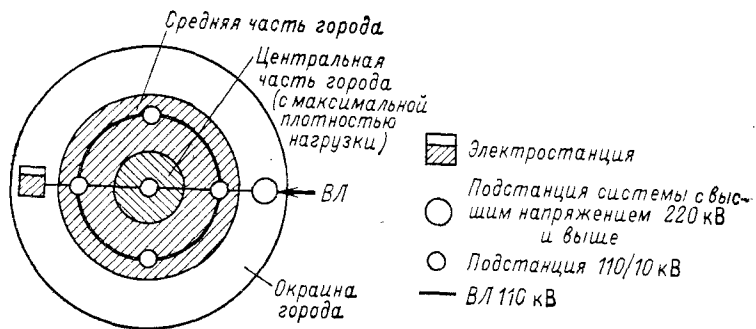 Средняя часть города
Центральная
часть города
(с максимальной
плотностью
нагрузки)
ВЛ
Окраина
города
Электростанция
Подстанция системы с выс-
шим напряжением 220 кВ
и выше
Подстанция 110/10 кВ
ВЛ 110 кВ